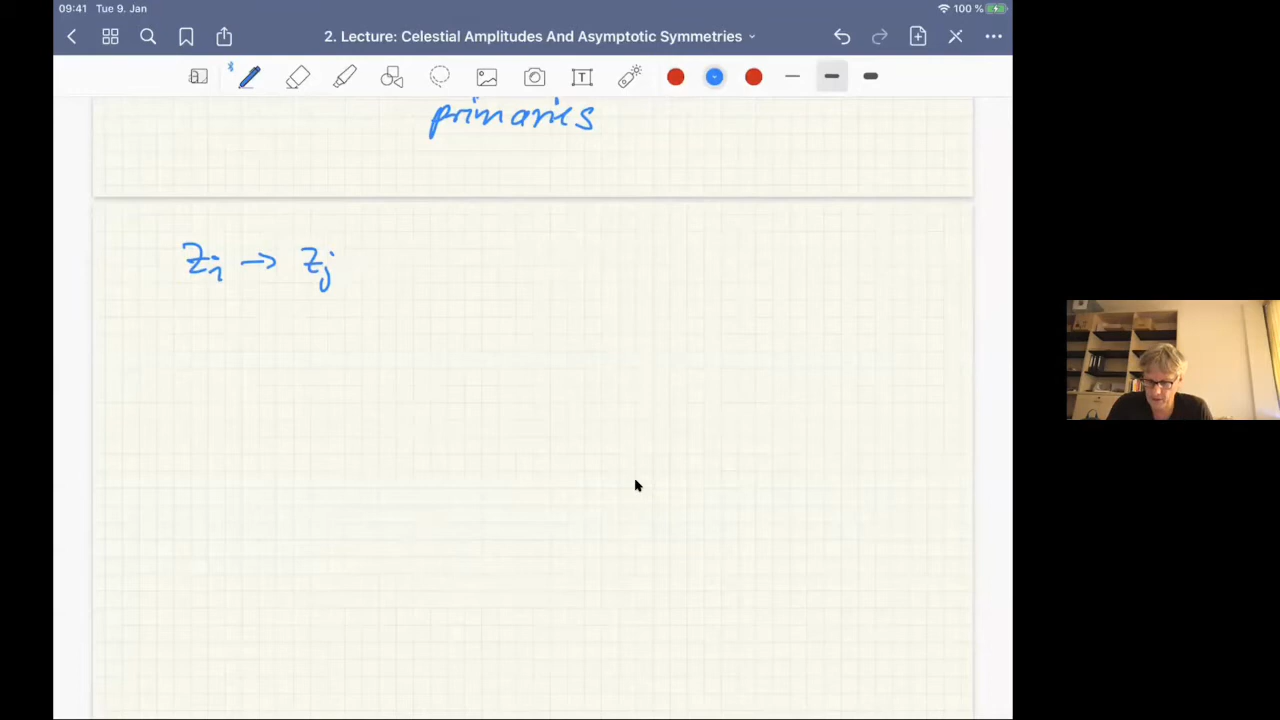 09:41 Tue 9. Jan
100 %
2. Lecture: Celestial Amplitudes And Asymptotic Symmetries
T
primaries
z_i → z_j